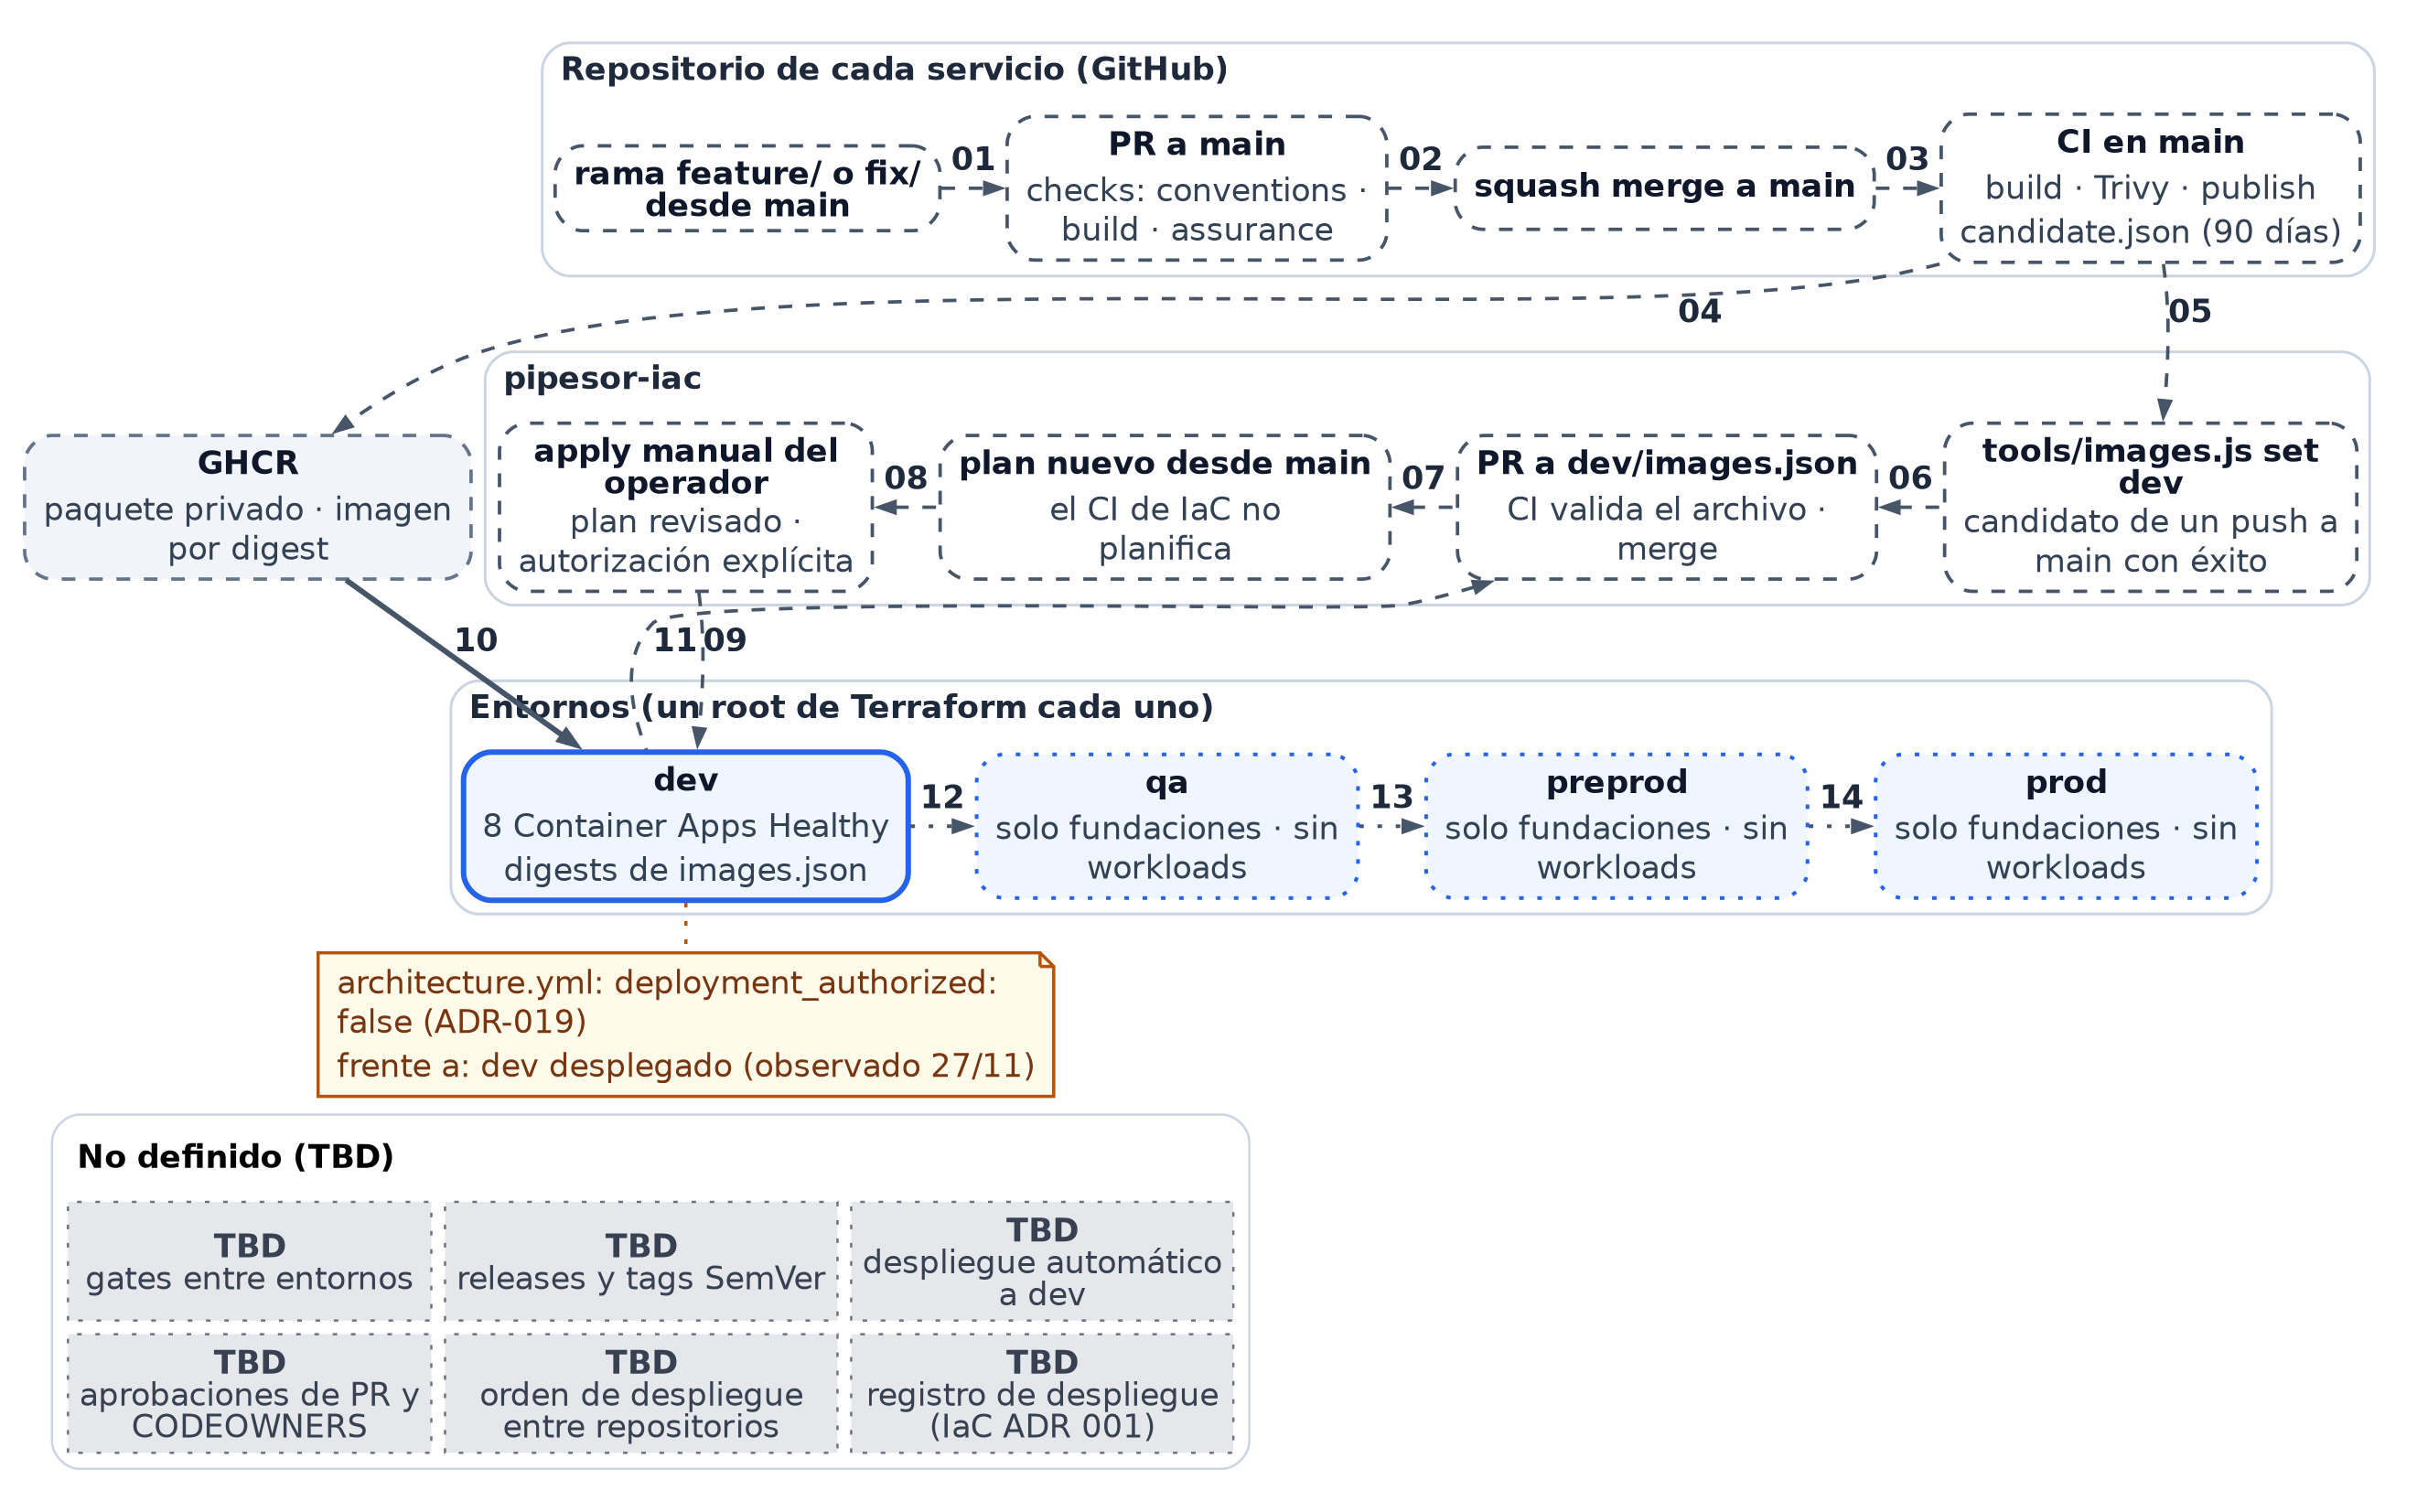 Repositorio de cada servicio (GitHub)
rama feature/ o fix/
desde main
01
PR a main
checks: conventions ·
build · assurance
02
squash merge a main
03
CI en main
build · Trivy · publish
candidate.json (90 días)
04
05
pipesor-iac
GHCR
paquete privado · imagen
por digest
apply manual del
operador
plan revisado ·
autorización explícita
08
plan nuevo desde main
el CI de IaC no
planifica
07
PR a dev/images.json
CI valida el archivo ·
merge
06
tools/images.js set
dev
candidato de un push a
main con éxito
10
11
09
Entornos (un root de Terraform cada uno)
dev
8 Container Apps Healthy
digests de images.json
12
qa
solo fundaciones · sin
workloads
13
preprod
solo fundaciones · sin
workloads
14
prod
solo fundaciones · sin
workloads
architecture.yml: deployment_authorized:
false (ADR-019)
frente a: dev desplegado (observado 27/11)
No definido (TBD)
TBD
gates entre entornos
TBD
releases y tags SemVer
TBD
despliegue automático
a dev
TBD
aprobaciones de PR y
CODEOWNERS
TBD
orden de despliegue
entre repositorios
TBD
registro de despliegue
(IaC ADR 001)